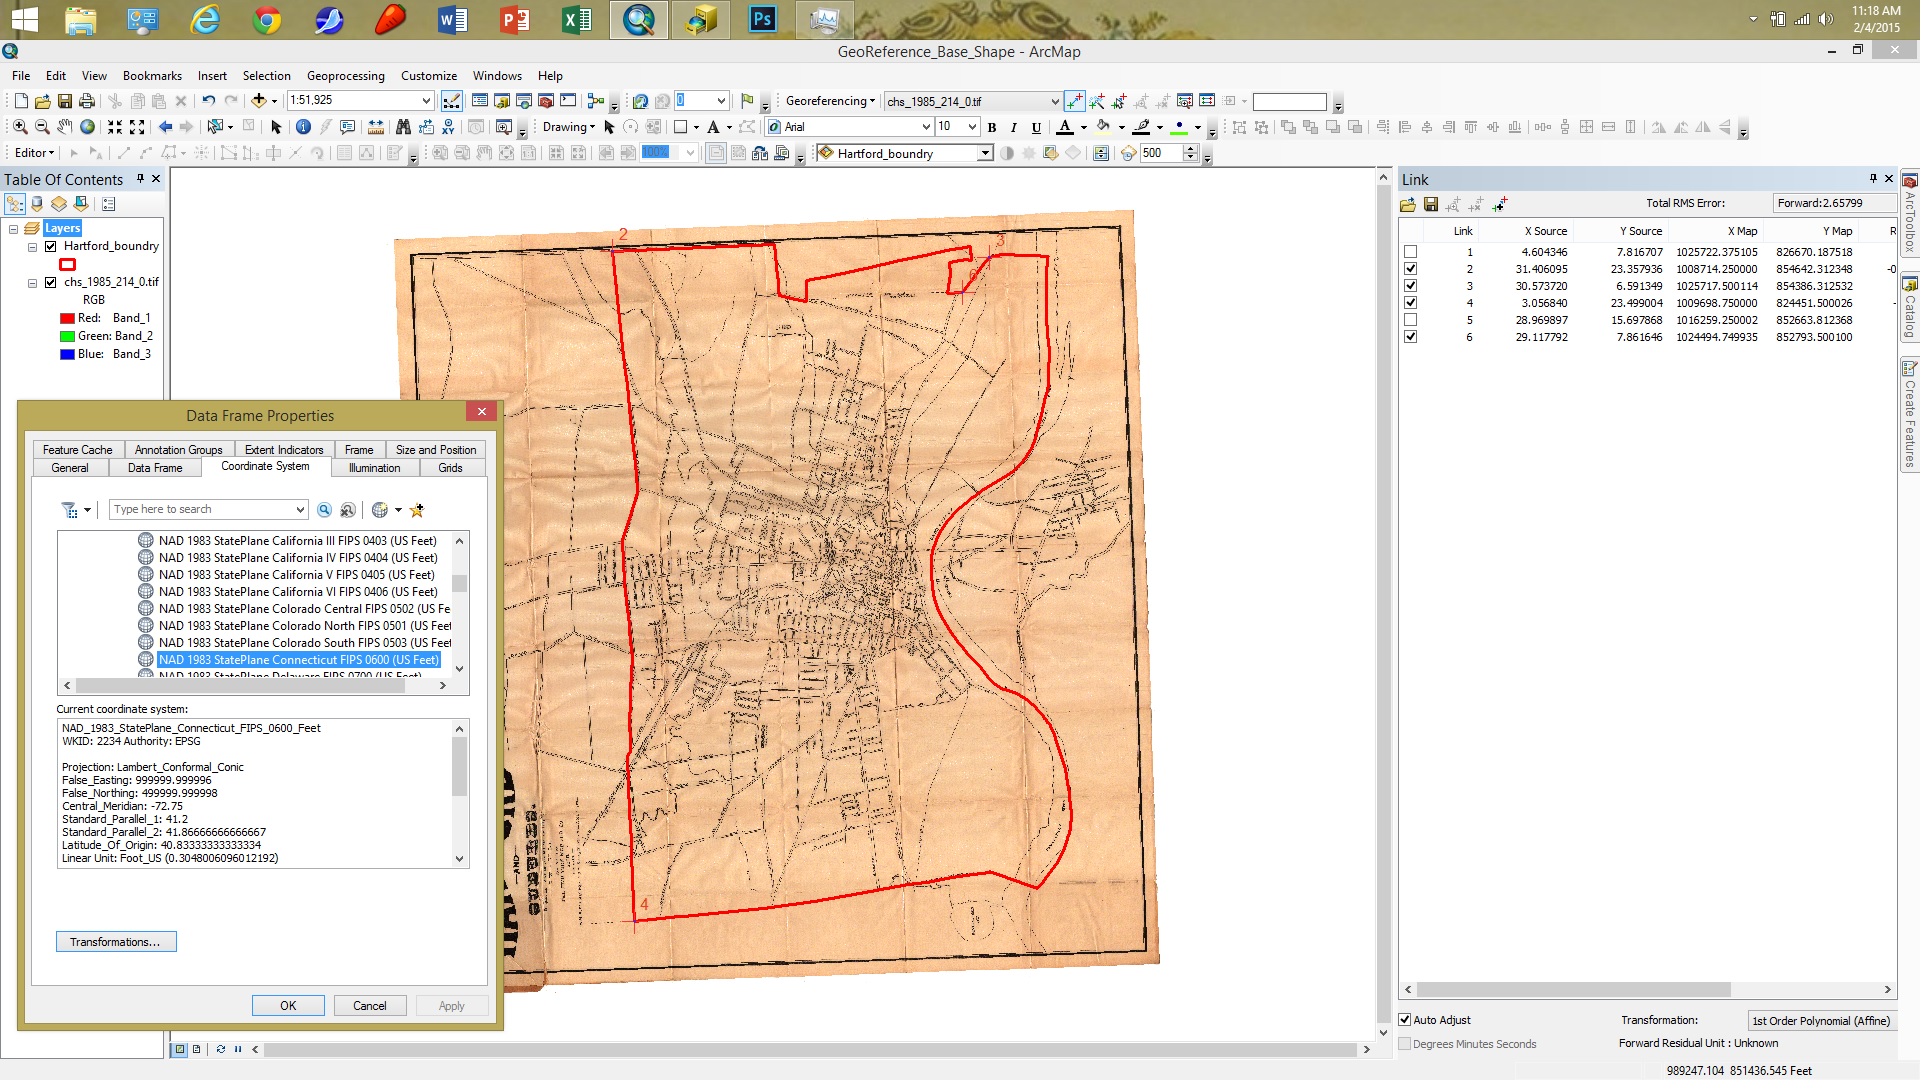 11:18 AM
2/4/2015
GeoReference_Base_Shape - ArcMap
File Edit View Bookmarks Insert Selection Geoprocessing Customize Windows Help
1:51,925
0
Georeferencing
chs_1985_214_0.tif
Drawing
Arial
10
B I U A
Editor
100%
Hartford_boundry
500
Table Of Contents
Layers
Hartford_boundry
chs_1985_214_0.tif
RGB
Red: Band_1
Green: Band_2
Blue: Band_3
2
3
6
4
Data Frame Properties
Feature Cache Annotation Groups Extent Indicators Frame Size and Position
General Data Frame Coordinate System Illumination Grids
Type here to search
NAD 1983 StatePlane California III FIPS 0403 (US Feet)
NAD 1983 StatePlane California IV FIPS 0404 (US Feet)
NAD 1983 StatePlane California V FIPS 0405 (US Feet)
NAD 1983 StatePlane California VI FIPS 0406 (US Feet)
NAD 1983 StatePlane Colorado Central FIPS 0502 (US Fe
NAD 1983 StatePlane Colorado North FIPS 0501 (US Feet
NAD 1983 StatePlane Colorado South FIPS 0503 (US Feet
NAD 1983 StatePlane Connecticut FIPS 0600 (US Feet)
NAD 1983 StatePlane Delaware FIPS 0700 (US Feet)
Current coordinate system:
NAD_1983_StatePlane_Connecticut_FIPS_0600_Feet
WKID: 2234 Authority: EPSG
Projection: Lambert_Conformal_Conic
False_Easting: 999999.999996
False_Northing: 499999.999998
Central_Meridian: -72.75
Standard_Parallel_1: 41.2
Standard_Parallel_2: 41.86666666666667
Latitude_Of_Origin: 40.83333333333334
Linear Unit: Foot_US (0.3048006096012192)
Transformations...
OK Cancel Apply
Link
Total RMS Error: Forward:2.65799
Link X Source Y Source X Map Y Map R
1 4.604346 7.816707 1025722.375105 826670.187518
2 31.406095 23.357936 1008714.250000 854642.312348 -0
3 30.573720 6.591349 1025717.500114 854386.312532
4 3.056840 23.499004 1009698.750000 824451.500026 -
5 28.969897 15.697868 1016259.250002 852663.812368
6 29.117792 7.861646 1024494.749935 852793.500100
Auto Adjust
Transformation: 1st Order Polynomial (Affine)
Degrees Minutes Seconds
Forward Residual Unit : Unknown
ArcToolbox
Catalog
Create Features
989247.104 851436.545 Feet